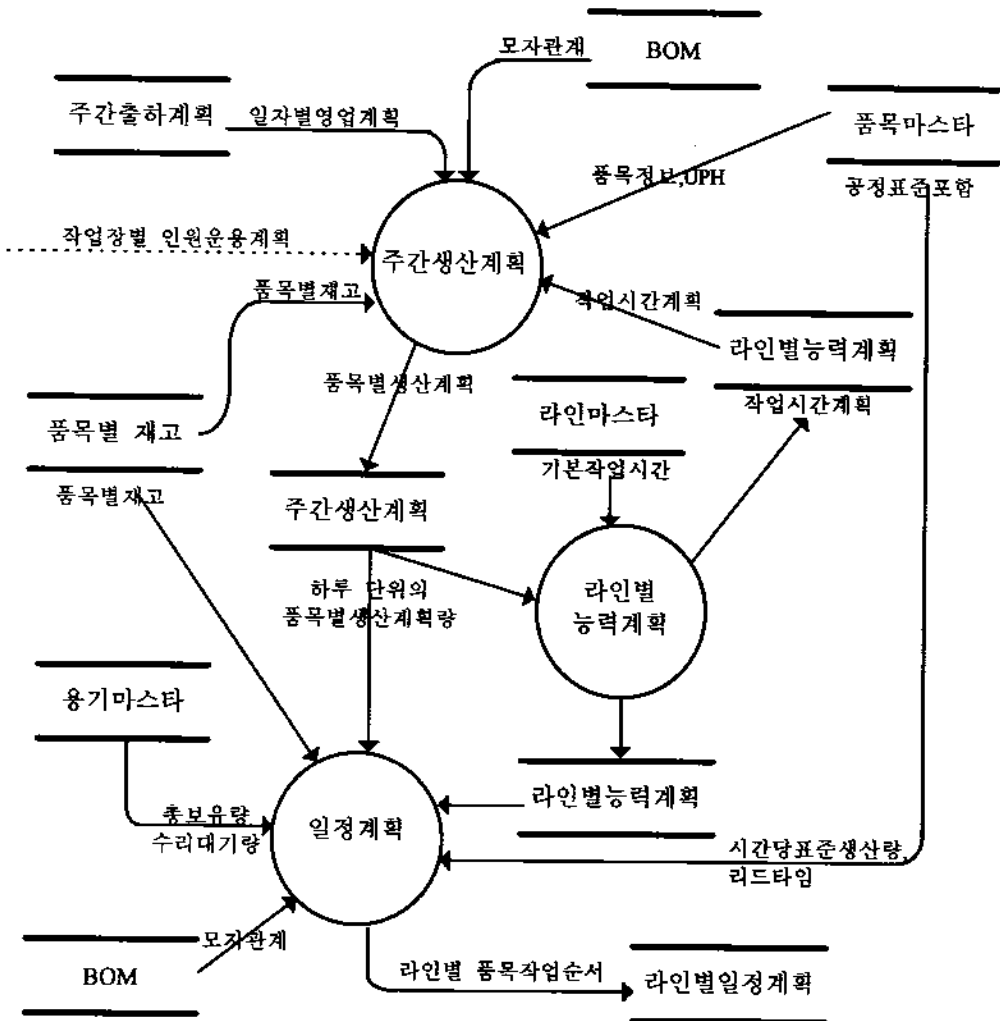 모자관계
BOM
주간출하계획
일자별영업계획
품목마스타
품목정보,UPH
공정표준포함
작업장별 인원운용계획
주간생산계획
품목별재고
작업시간계획
라인별능력계획
품목별생산계획
라인마스타
작업시간계획
품목별 재고
기본작업시간
품목별재고
주간생산계획
하루 단위의
품목별생산계획량
라인별
능력계획
용기마스타
라인별능력계획
총보유량
수리대기량
일정계획
시간당표준생산량
리드타임
모자관계
BOM
라인별 품목작업순서
라인별일정계획